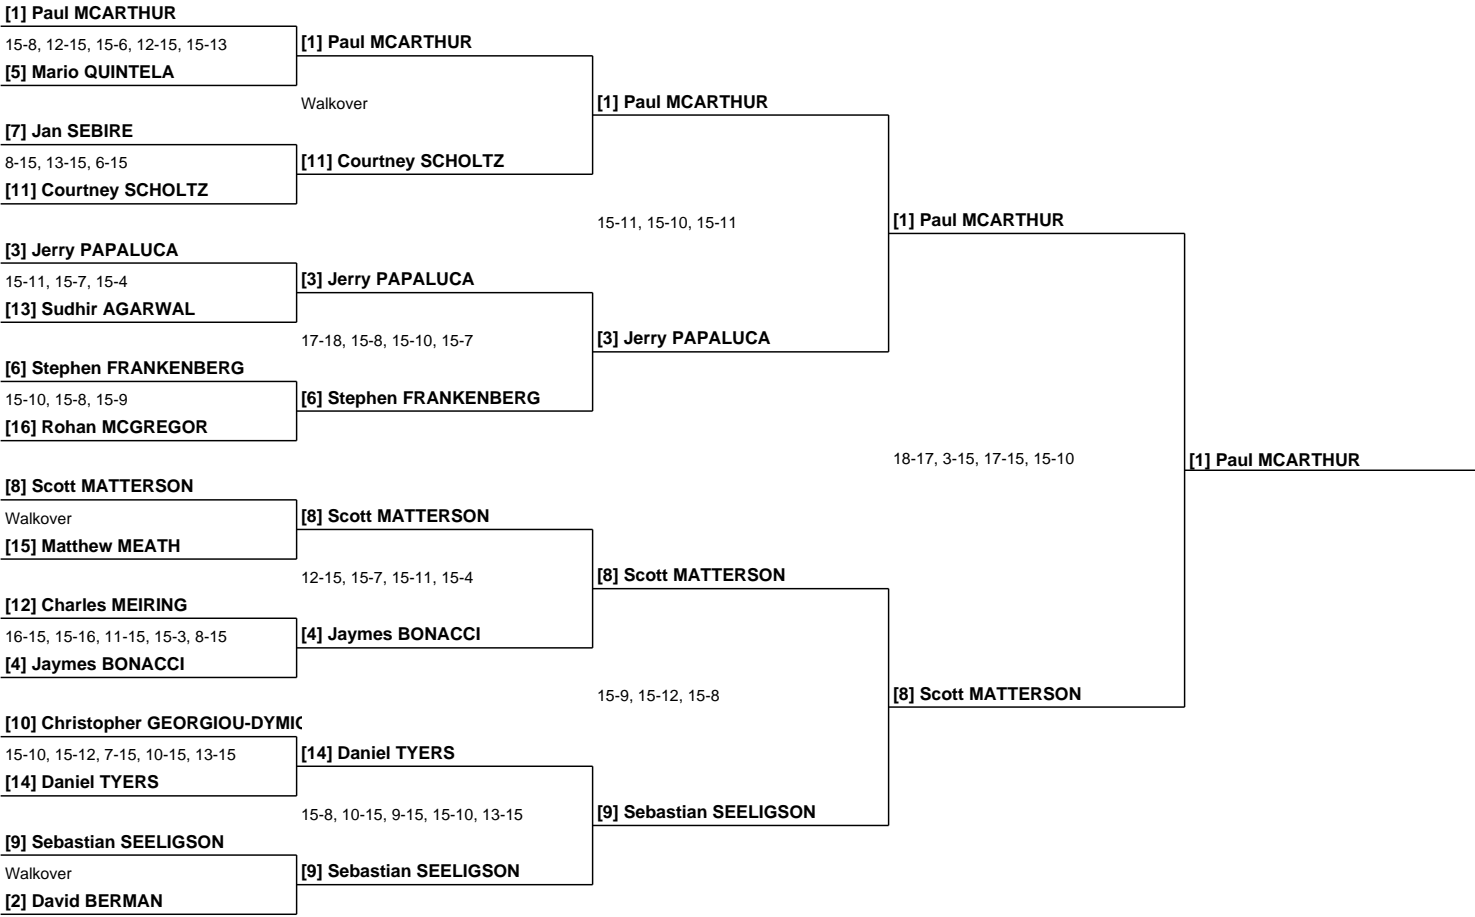 [1] Paul MCARTHUR
15-8, 12-15, 15-6, 12-15, 15-13
[5] Mario QUINTELA
[7] Jan SEBIRE
8-15, 13-15, 6-15
[11] Courtney SCHOLTZ
[3] Jerry PAPALUCA
15-11, 15-7, 15-4
[13] Sudhir AGARWAL
[6] Stephen FRANKENBERG
15-10, 15-8, 15-9
[16] Rohan MCGREGOR
[8] Scott MATTERSON
Walkover
[15] Matthew MEATH
[12] Charles MEIRING
16-15, 15-16, 11-15, 15-3, 8-15
[4] Jaymes BONACCI
[10] Christopher GEORGIOU-DYMIO
15-10, 15-12, 7-15, 10-15, 13-15
[14] Daniel TYERS
[9] Sebastian SEELIGSON
Walkover
[2] David BERMAN
[1] Paul MCARTHUR
Walkover
[11] Courtney SCHOLTZ
[3] Jerry PAPALUCA
17-18, 15-8, 15-10, 15-7
[6] Stephen FRANKENBERG
[8] Scott MATTERSON
12-15, 15-7, 15-11, 15-4
[4] Jaymes BONACCI
[14] Daniel TYERS
15-8, 10-15, 9-15, 15-10, 13-15
[9] Sebastian SEELIGSON
[1] Paul MCARTHUR
15-11, 15-10, 15-11
[3] Jerry PAPALUCA
[8] Scott MATTERSON
15-9, 15-12, 15-8
[9] Sebastian SEELIGSON
[1] Paul MCARTHUR
18-17, 3-15, 17-15, 15-10
[8] Scott MATTERSON
[1] Paul MCARTHUR